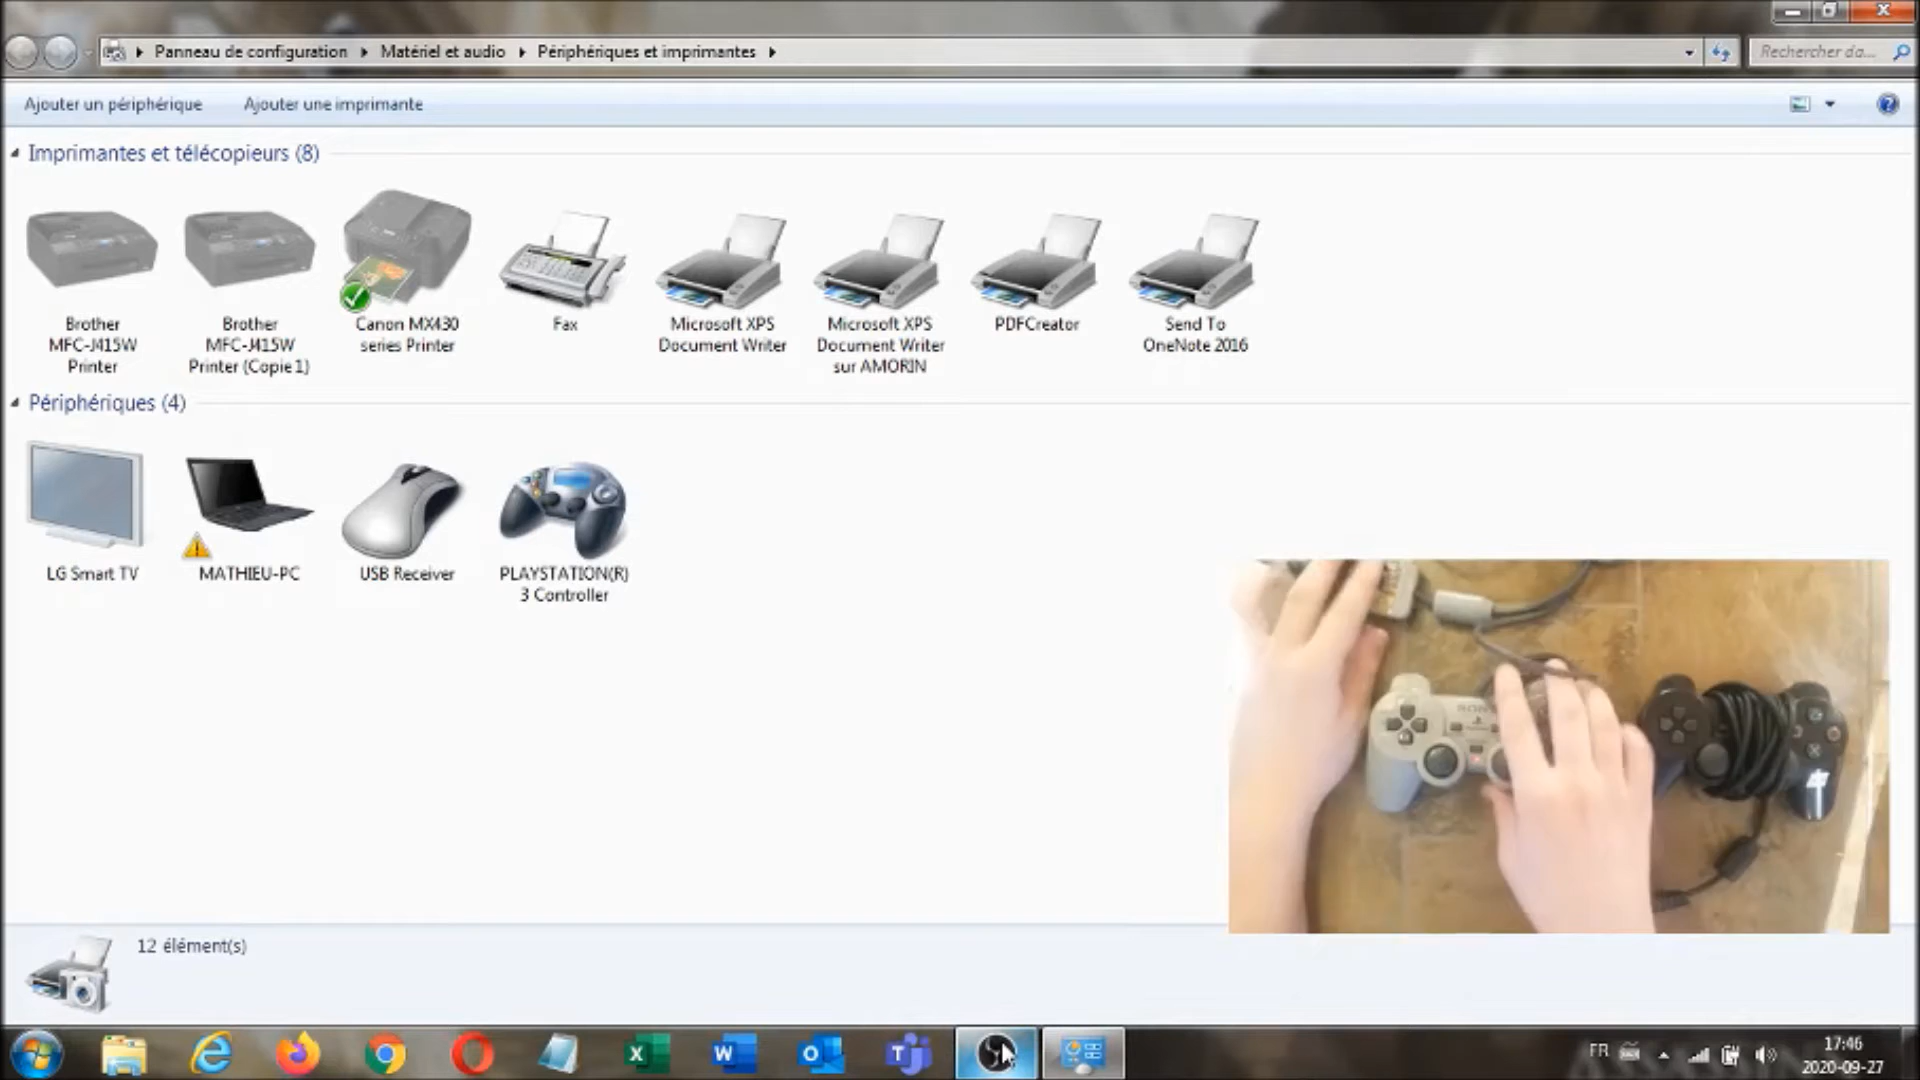 Panneau de configuration Matériel et audio Périphériques et imprimantes
Rechercher da...
Ajouter un périphérique Ajouter une imprimante
Imprimantes et télécopieurs (8)
Brother
MFC-J415W
Printer
Brother
MFC-J415W
Printer (Copie 1)
Canon MX430
series Printer
Fax
Microsoft XPS
Document Writer
Microsoft XPS
Document Writer
sur AMORIN
PDFCreator
Send To
OneNote 2016
Périphériques (4)
LG Smart TV
MATHIEU-PC
USB Receiver
PLAYSTATION(R)
3 Controller
12 élément(s)
FR
17:46
2020-09-27